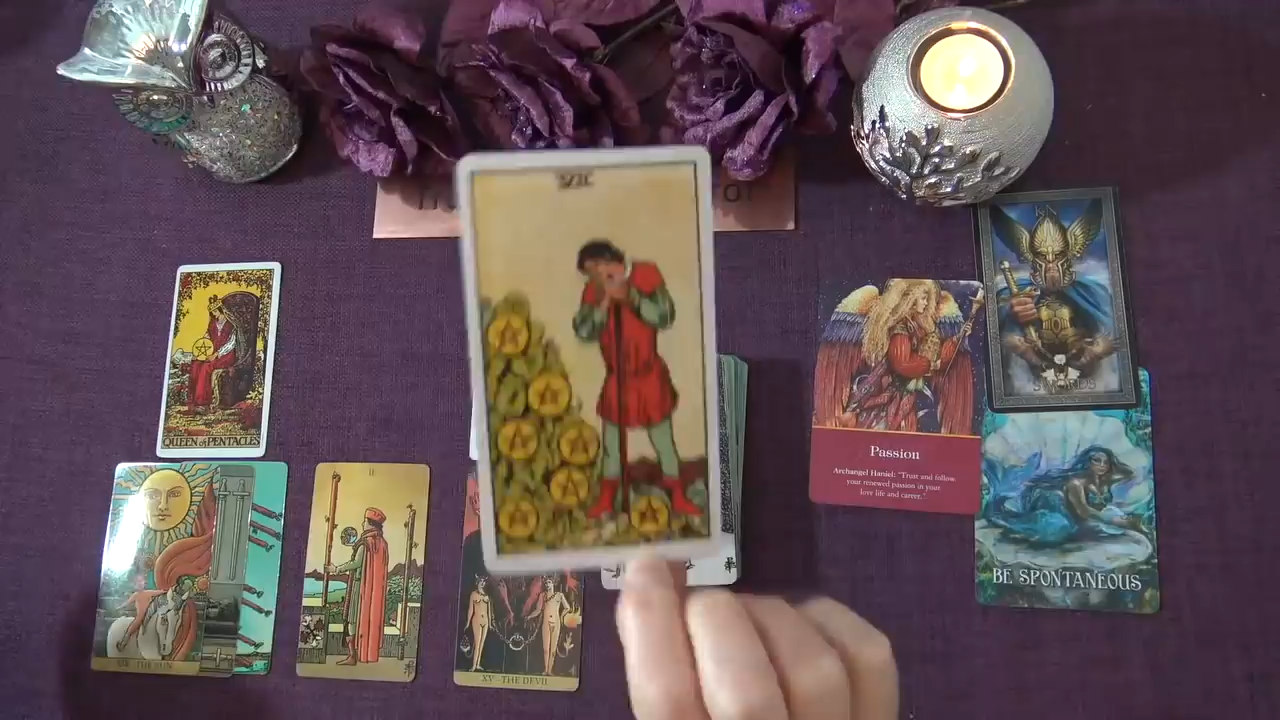 VII
QUEEN of PENTACLES
SWORDS
Passion
Archangel Haniel: "Trust and follow
your renewed passion in your
love life and career."
BE SPONTANEOUS
II
XIX · THE SUN
XV · THE DEVIL